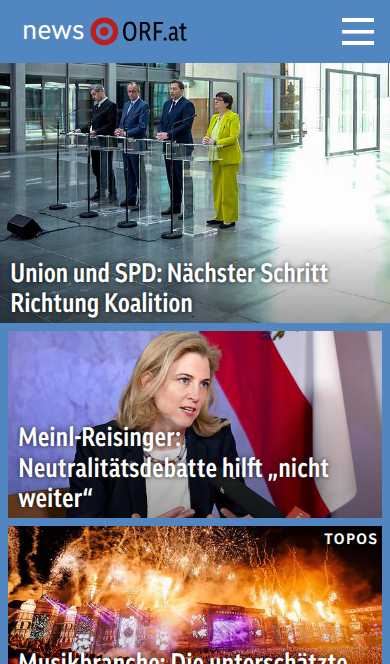 news ORF.at
Union und SPD: Nächster Schritt
Richtung Koalition
Meinl-Reisinger:
Neutralitätsdebatte hilft „nicht
weiter“
TOPOS
Musikbranche: Die unterschätzte